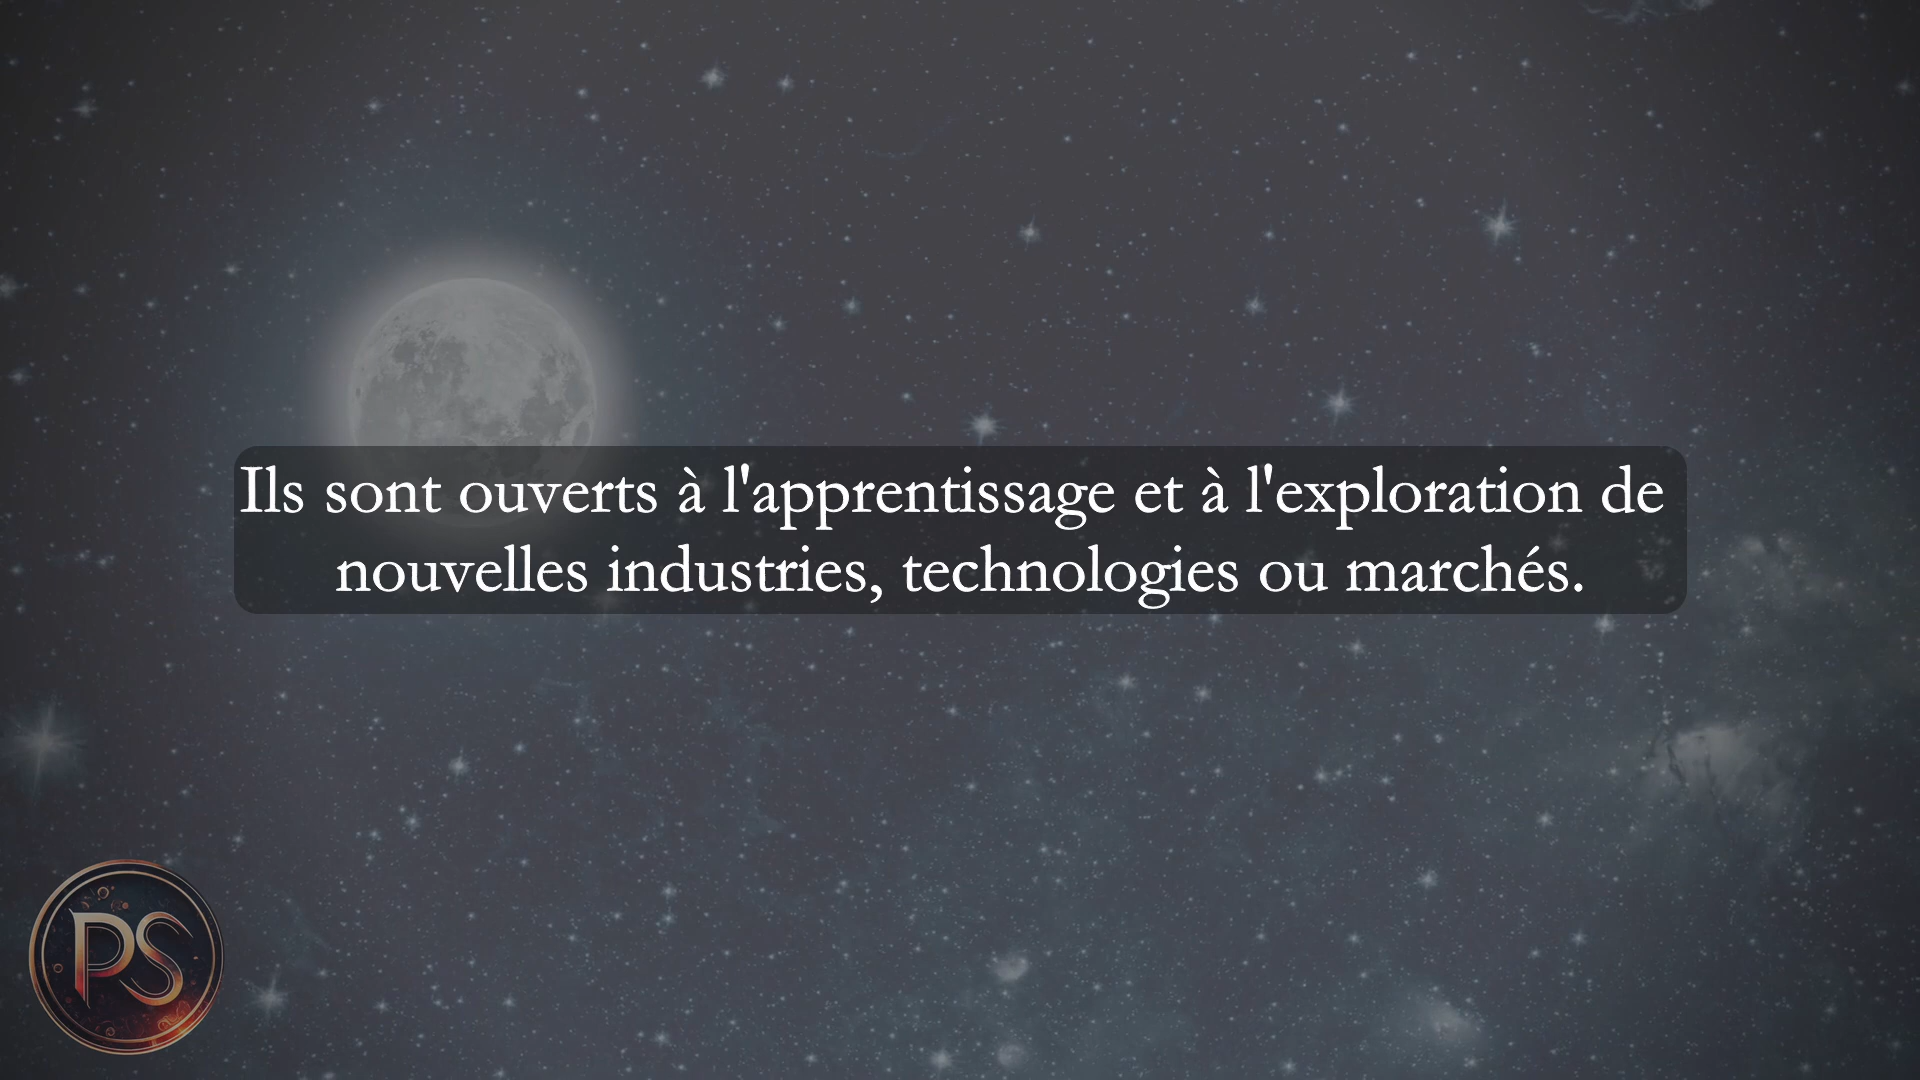 Ils sont ouverts à l'apprentissage et à l'exploration de
nouvelles industries, technologies ou marchés.
PS